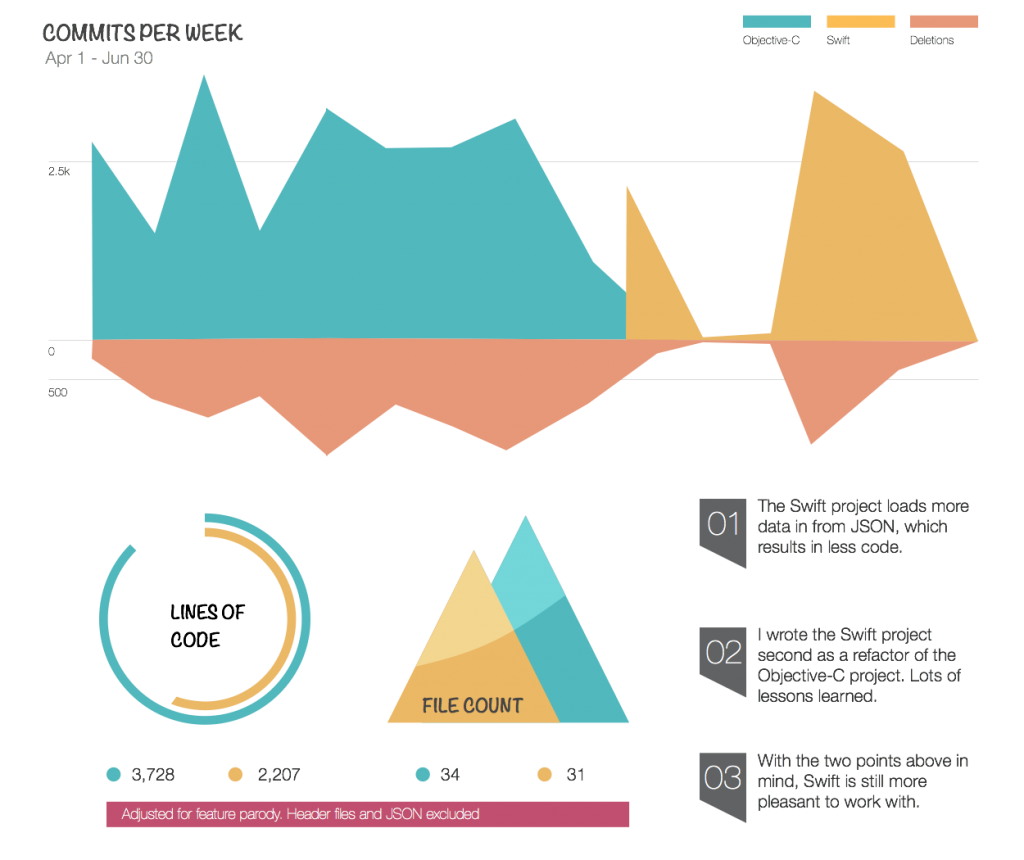 COMMITS PER WEEK
Apr 1 - Jun 30
Objective-C
Swift
Deletions
2.5k
0
500
LINES OF
CODE
FILE COUNT
3,728
2,207
34
31
Adjusted for feature parody. Header files and JSON excluded
01
The Swift project loads more
data in from JSON, which
results in less code.
02
I wrote the Swift project
second as a refactor of the
Objective-C project. Lots of
lessons learned.
03
With the two points above in
mind, Swift is still more
pleasant to work with.